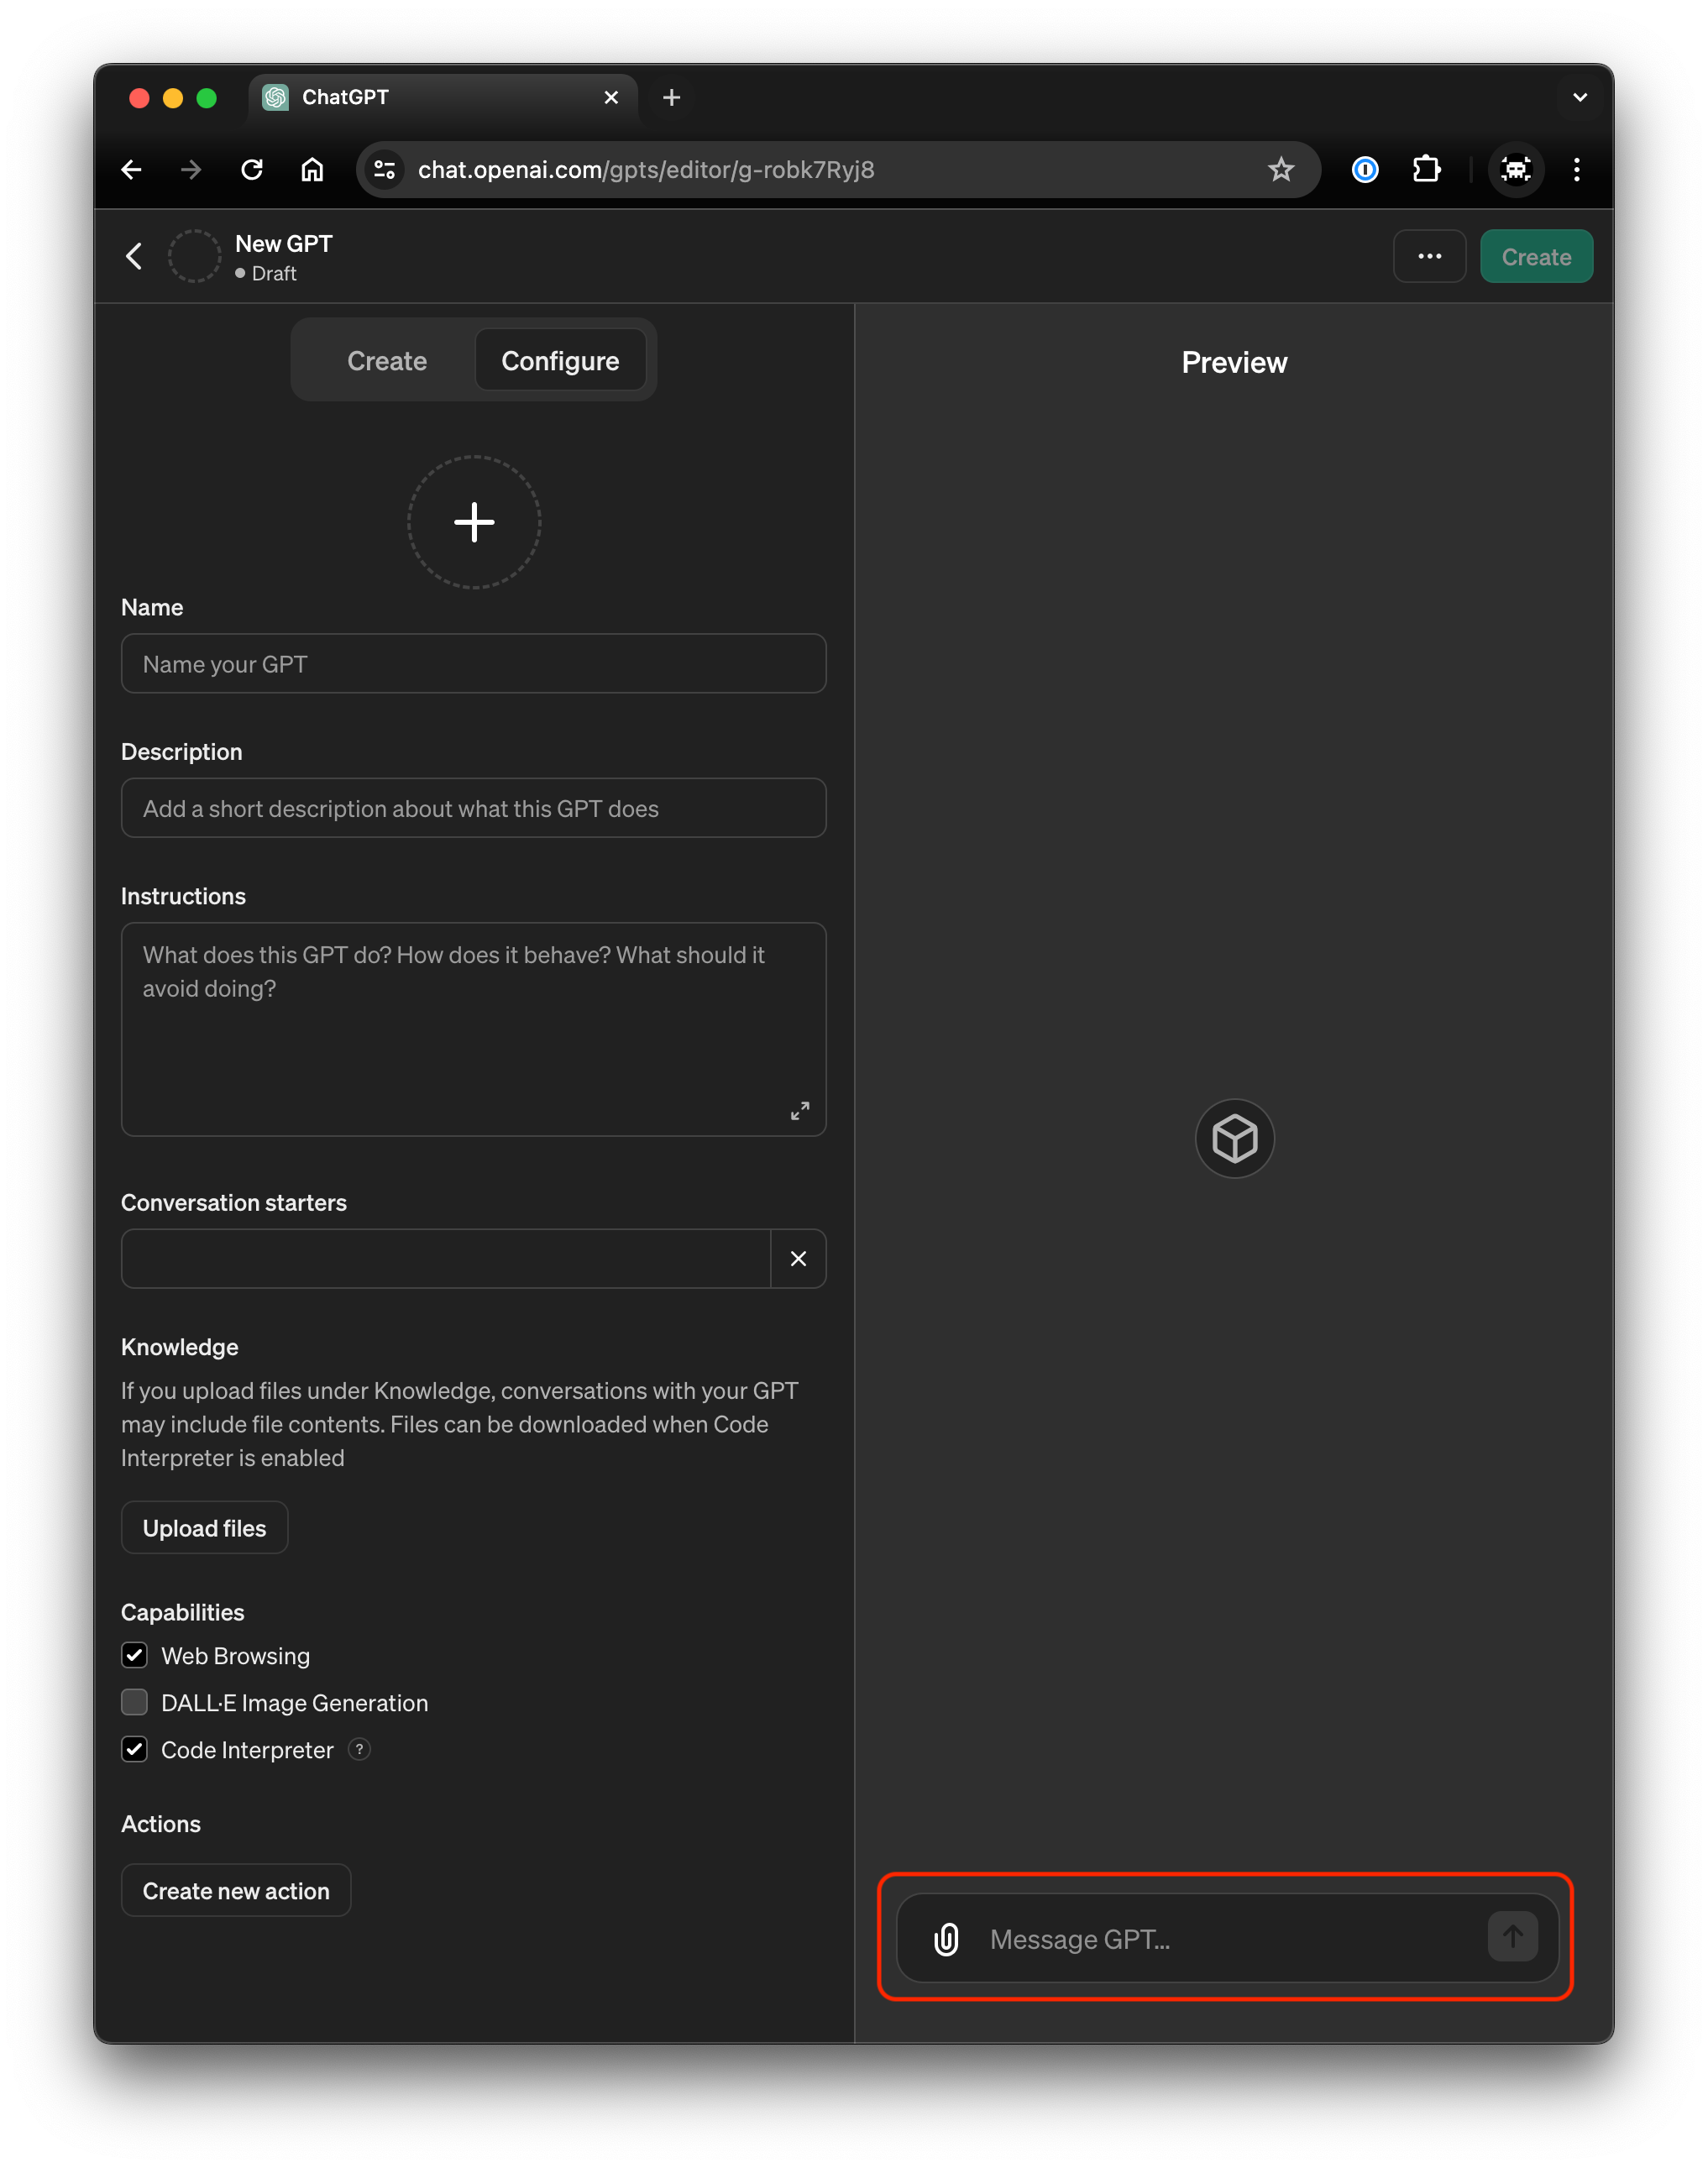 ChatGPT
chat.openai.com/gpts/editor/g-robk7Ryj8
New GPT
Draft
Create
Create
Configure
Preview
Name
Name your GPT
Description
Add a short description about what this GPT does
Instructions
What does this GPT do? How does it behave? What should it
avoid doing?
Conversation starters
Knowledge
If you upload files under Knowledge, conversations with your GPT
may include file contents. Files can be downloaded when Code
Interpreter is enabled
Upload files
Capabilities
Web Browsing
DALL·E Image Generation
Code Interpreter ?
Actions
Create new action
Message GPT…